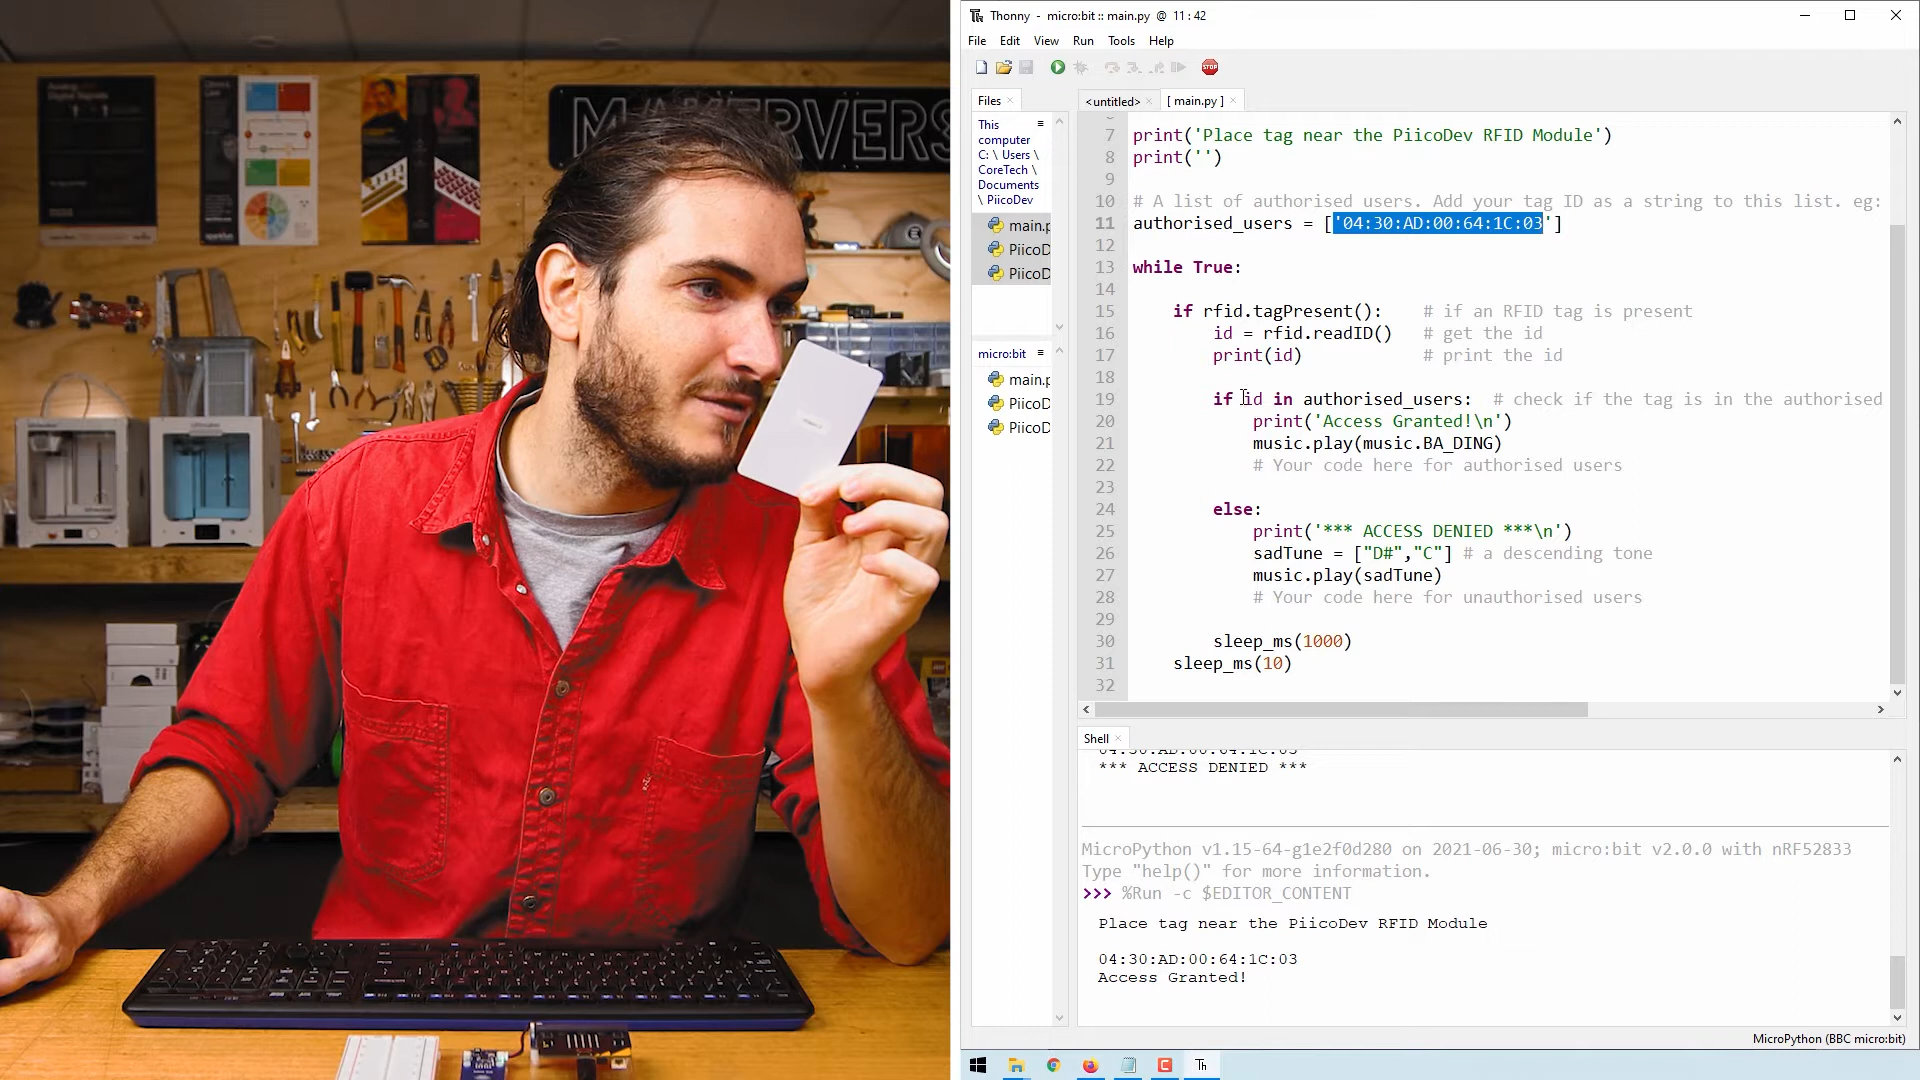 MAKERVERS
Thonny - micro:bit :: main.py @ 11 : 42
File Edit View Run Tools Help
STOP
Files
<untitled>
[ main.py ]
This
computer
C: \ Users \
CoreTech \
Documents
\ PiicoDev
main.p
PiicoD
PiicoD
micro:bit
main.p
PiicoD
PiicoD
7 print('Place tag near the PiicoDev RFID Module')
8 print('')
9
10 # A list of authorised users. Add your tag ID as a string to this list. eg:
11 authorised_users = ['04:30:AD:00:64:1C:03']
12
13 while True:
14
15 if rfid.tagPresent(): # if an RFID tag is present
16 id = rfid.readID() # get the id
17 print(id) # print the id
18
19 if id in authorised_users: # check if the tag is in the authorised
20 print('Access Granted!\n')
21 music.play(music.BA_DING)
22 # Your code here for authorised users
23
24 else:
25 print('*** ACCESS DENIED ***\n')
26 sadTune = ["D#","C"] # a descending tone
27 music.play(sadTune)
28 # Your code here for unauthorised users
29
30 sleep_ms(1000)
31 sleep_ms(10)
32
Shell
04:30:AD:00:64:1C:03
*** ACCESS DENIED ***
MicroPython v1.15-64-g1e2f0d280 on 2021-06-30; micro:bit v2.0.0 with nRF52833
Type "help()" for more information.
>>> %Run -c $EDITOR_CONTENT
Place tag near the PiicoDev RFID Module
04:30:AD:00:64:1C:03
Access Granted!
MicroPython (BBC micro:bit)
Th